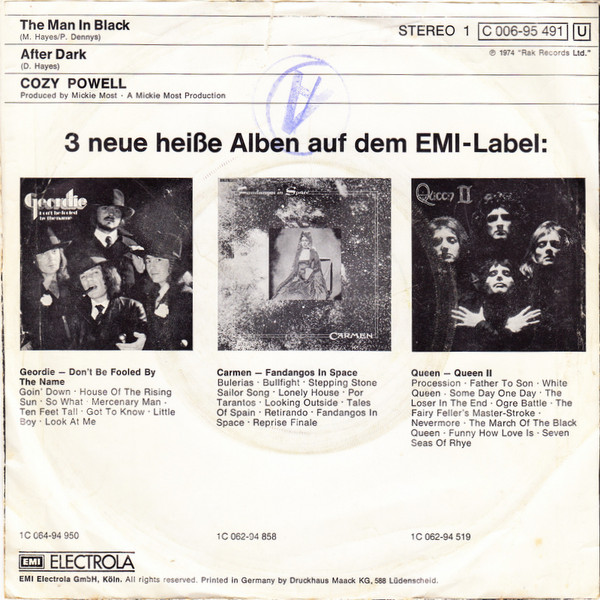 The Man In Black
(M. Hayes/P. Dennys)
STEREO 1 C 006-95 491 U
After Dark
(D. Hayes)
℗ 1974 "Rak Records Ltd."
COZY POWELL
Produced by Mickie Most · A Mickie Most Production
3 neue heiße Alben auf dem EMI-Label:
Geordie
Don't be fooled
by the name
Fandangos in Space
CARMEN
Queen II
Geordie – Don't Be Fooled By
The Name
Goin' Down · House Of The Rising
Sun · So What · Mercenary Man ·
Ten Feet Tall · Got To Know · Little
Boy · Look At Me
Carmen – Fandangos In Space
Bulerias · Bullfight · Stepping Stone
Sailor Song · Lonely House · Por
Tarantos · Looking Outside · Tales
Of Spain · Retirando · Fandangos In
Space · Reprise Finale
Queen – Queen II
Procession · Father To Son · White
Queen · Some Day One Day · The
Loser In The End · Ogre Battle · The
Fairy Feller's Master-Stroke ·
Nevermore · The March Of The Black
Queen · Funny How Love Is · Seven
Seas Of Rhye
1C 064-94 950
1C 062-94 858
1C 062-94 519
EMI ELECTROLA
EMI Electrola GmbH, Köln. All rights reserved. Printed in Germany by Druckhaus Maack KG, 588 Lüdenscheid.